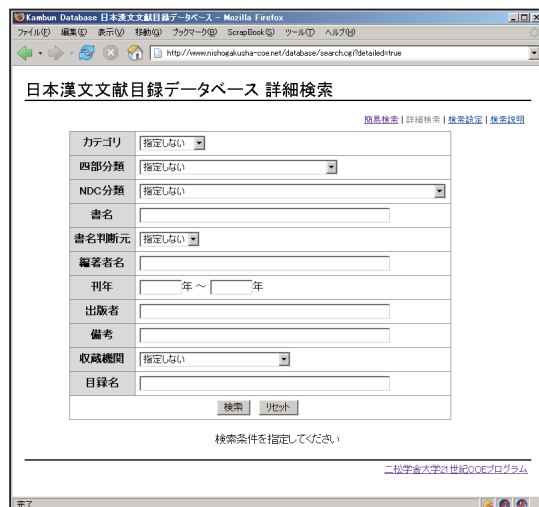 Kambun Database 日本漢文文献目録データベース - Mozilla Firefox
ファイル(F) 編集(E) 表示(V) 移動(G) ブックマーク(B) ScrapBook(S) ツール(T) ヘルプ(H)
http://www.nishogakusha-coe.net/database/search.cgi?detailed=true
日本漢文文献目録データベース 詳細検索
簡易検索 | 詳細検索 | 検索設定 | 検索説明
カテゴリ 指定しない
四部分類 指定しない
NDC分類 指定しない
書名
書名判断元 指定しない
編著者名
刊年 年 ～ 年
出版者
備考
収蔵機関 指定しない
目録名
検索 リセット
検索条件を指定してください
二松学舎大学21世紀COEプログラム
完了